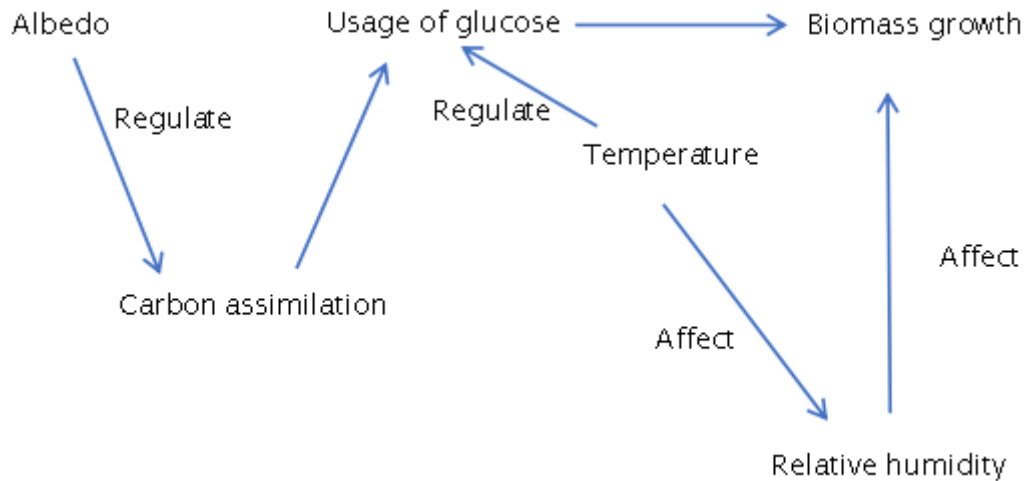 Albedo
Usage of glucose
Biomass growth
Regulate
Regulate
Temperature
Affect
Carbon assimilation
Affect
Relative humidity